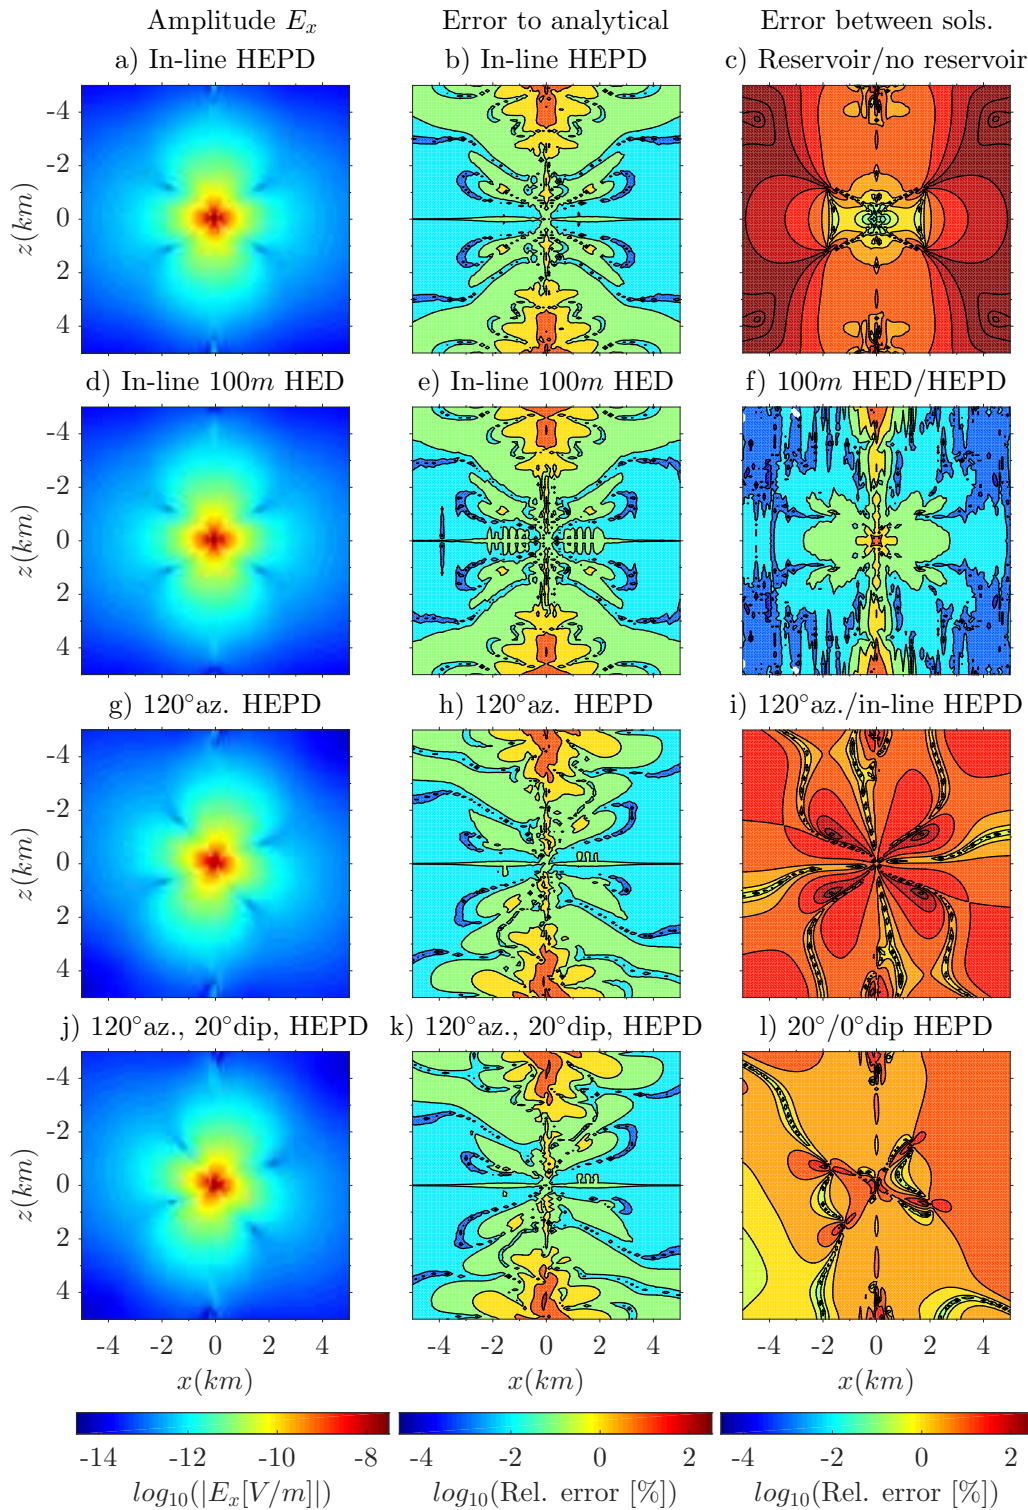 Amplitude E_x Error to analytical Error between sols.
a) In-line HEPD b) In-line HEPD c) Reservoir/no reservoir
-4
-2
0
2
4
z(km)
d) In-line 100m HED e) In-line 100m HED f) 100m HED/HEPD
-4
-2
0
2
4
z(km)
g) 120°az. HEPD h) 120°az. HEPD i) 120°az./in-line HEPD
-4
-2
0
2
4
z(km)
j) 120°az., 20°dip, HEPD k) 120°az., 20°dip, HEPD l) 20°/0°dip HEPD
-4
-2
0
2
4
z(km)
-4 -2 0 2 4 -4 -2 0 2 4 -4 -2 0 2 4
x(km) x(km) x(km)
-14 -12 -10 -8 -4 -2 0 2 -4 -2 0 2
log_10(|E_x[V/m]|) log_10(Rel. error [%]) log_10(Rel. error [%])